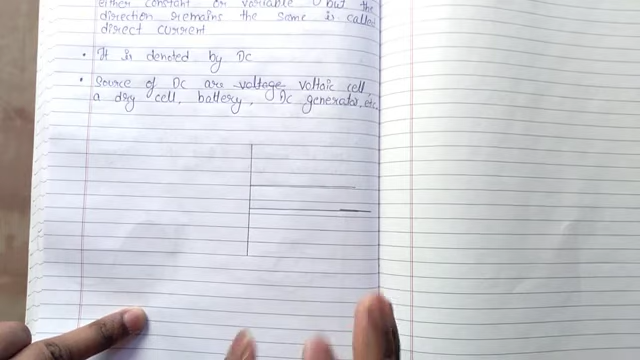 either constant or variable but the
direction remains the same is called
direct current
• It is denoted by Dc
• Source of Dc are voltage voltaic cell,
a dry cell, battery, Dc generator, etc.